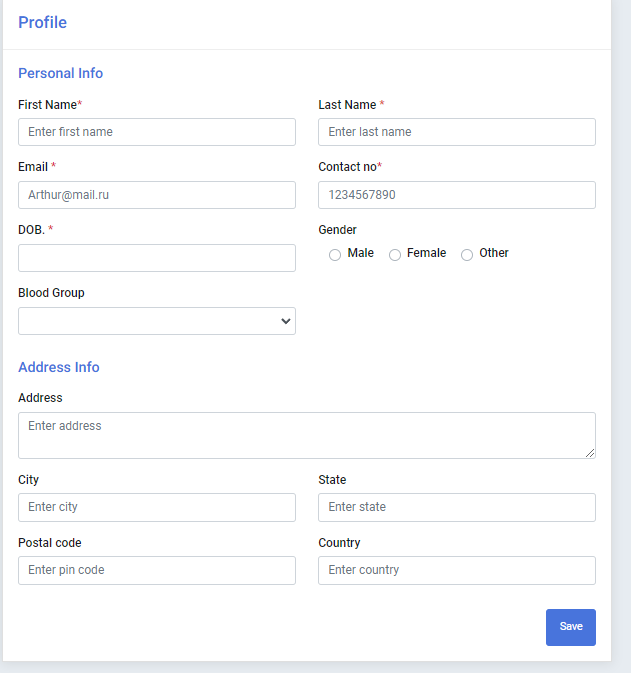 Profile
Personal Info
First Name*
Last Name *
Enter first name
Enter last name
Email *
Contact no*
Arthur@mail.ru
1234567890
DOB. *
Gender
Male Female Other
Blood Group
Address Info
Address
Enter address
City
State
Enter city
Enter state
Postal code
Country
Enter pin code
Enter country
Save